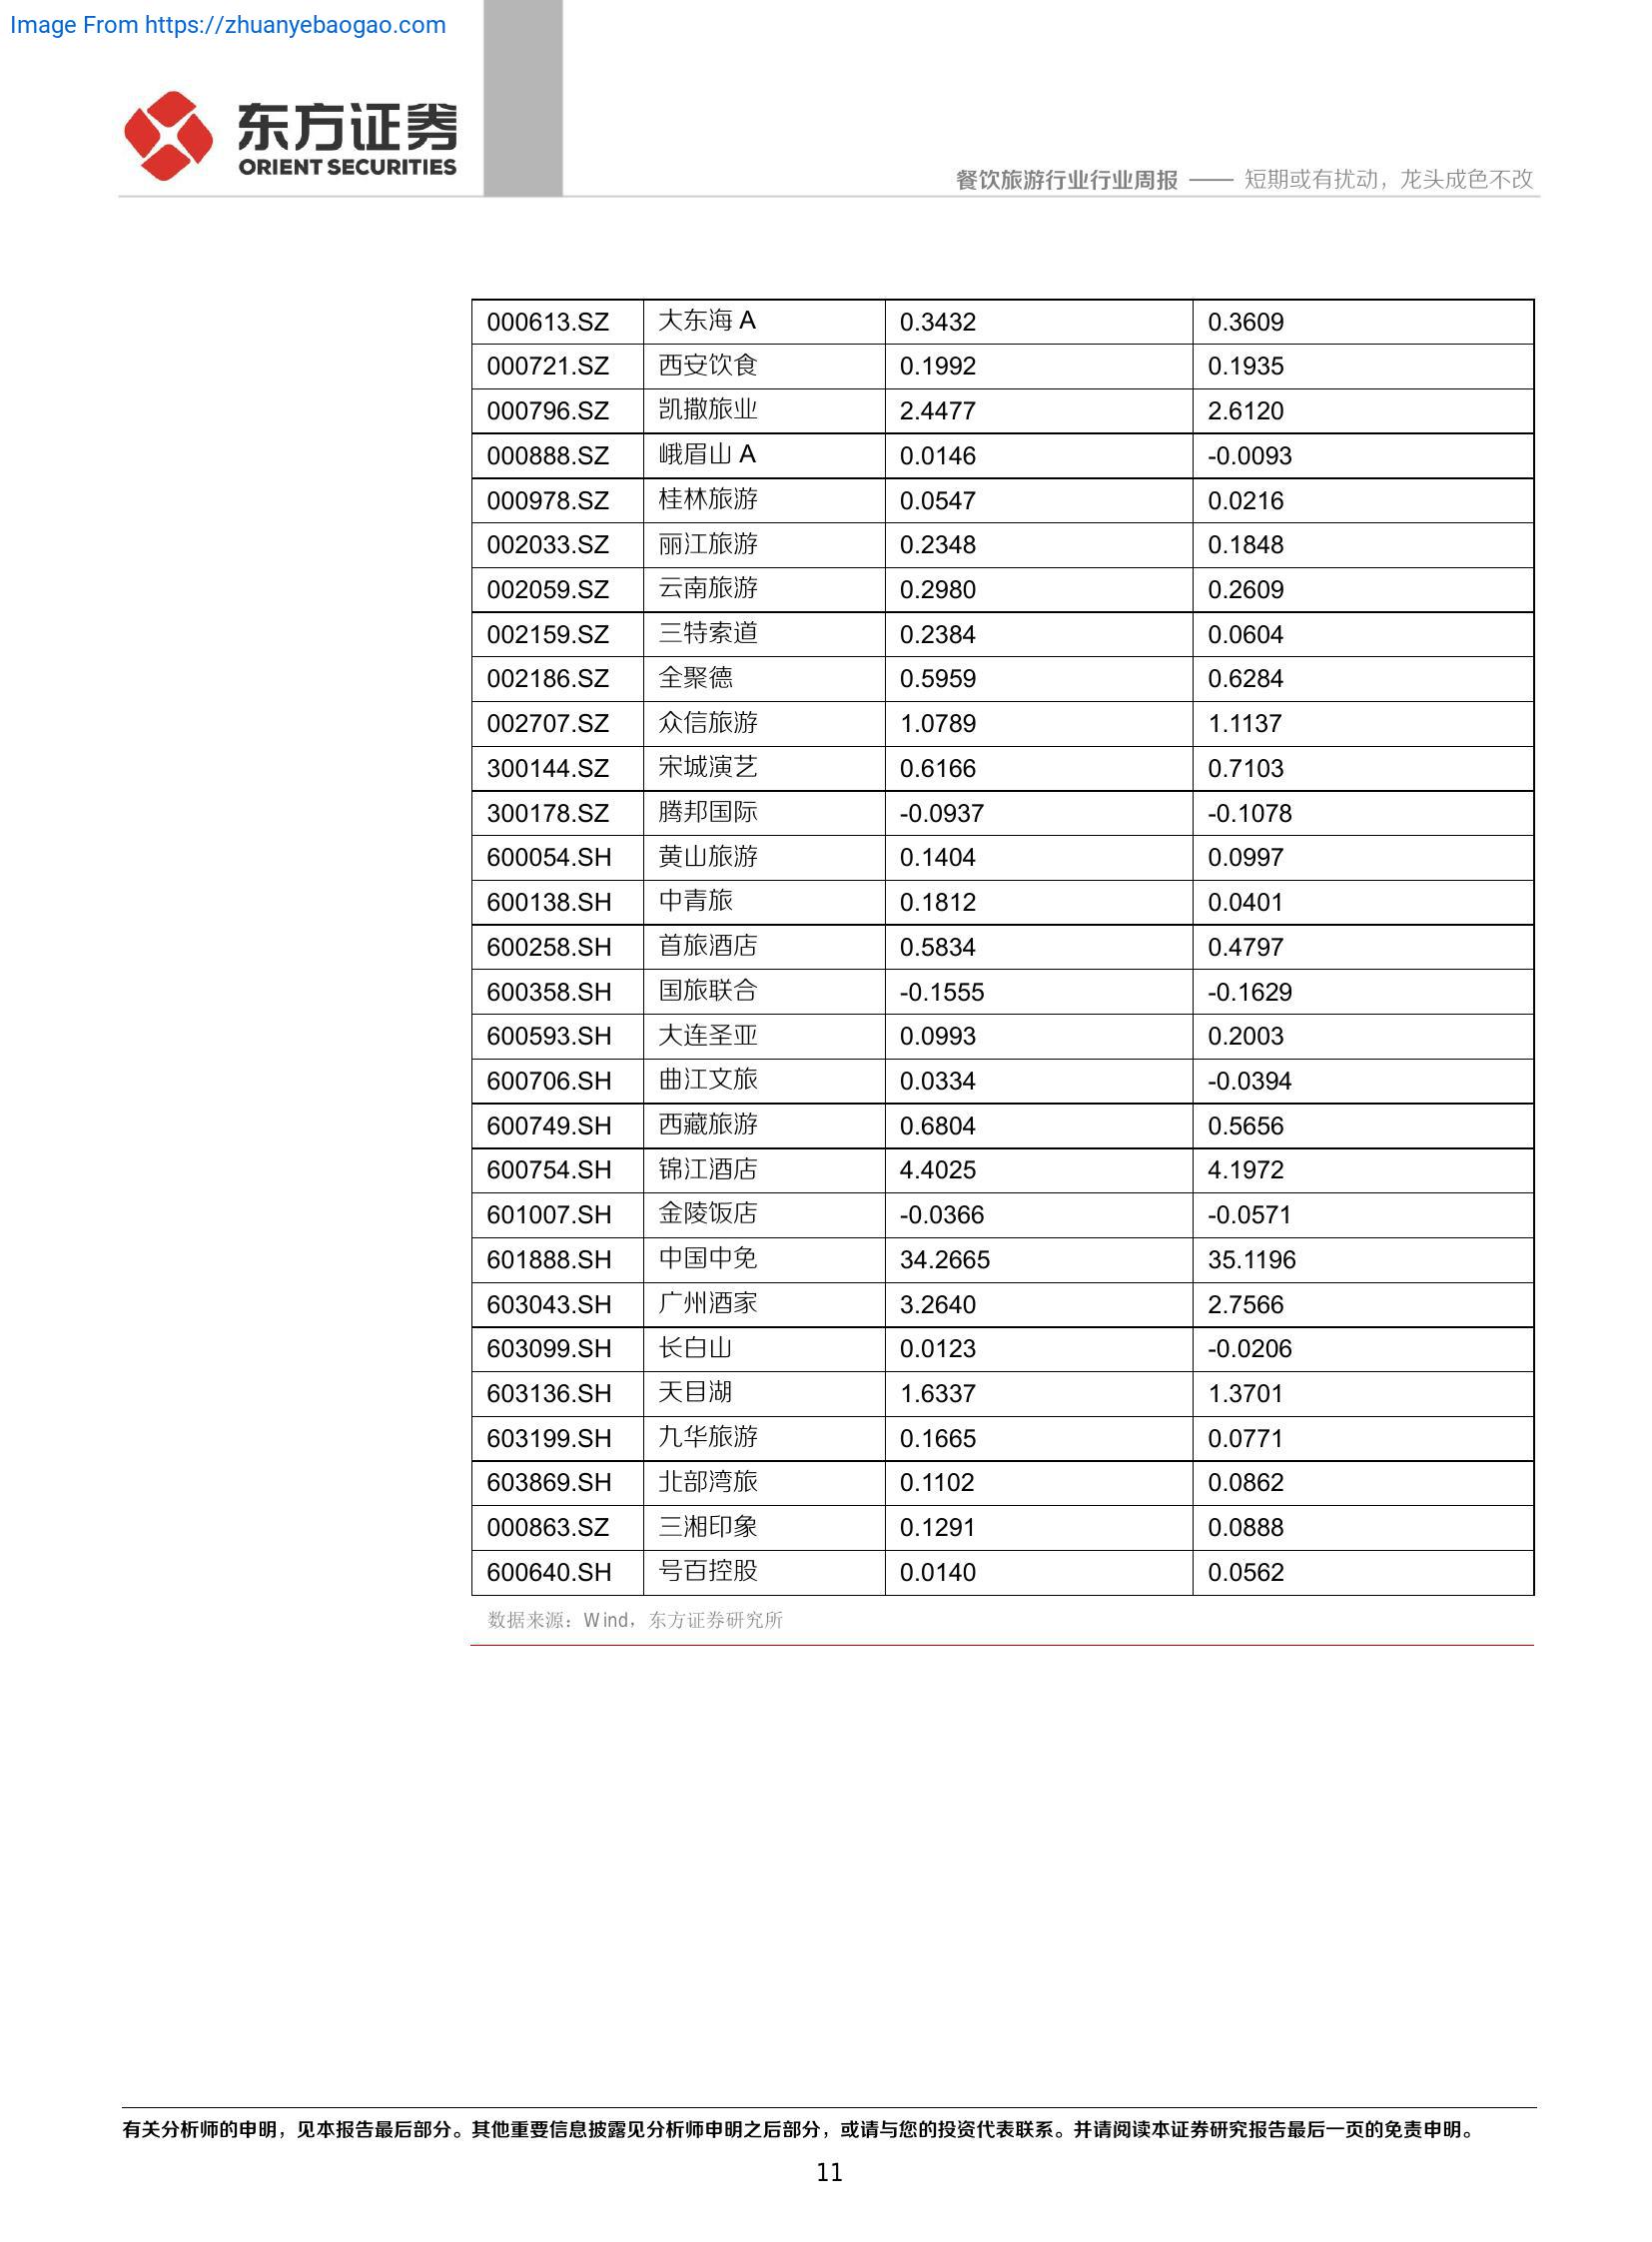 Image From https://zhuanyebaogao.com
东方证券
ORIENT SECURITIES
餐饮旅游行业行业周报 —— 短期或有扰动，龙头成色不改
000613.SZ 大东海 A 0.3432 0.3609
000721.SZ 西安饮食 0.1992 0.1935
000796.SZ 凯撒旅业 2.4477 2.6120
000888.SZ 峨眉山 A 0.0146 -0.0093
000978.SZ 桂林旅游 0.0547 0.0216
002033.SZ 丽江旅游 0.2348 0.1848
002059.SZ 云南旅游 0.2980 0.2609
002159.SZ 三特索道 0.2384 0.0604
002186.SZ 全聚德 0.5959 0.6284
002707.SZ 众信旅游 1.0789 1.1137
300144.SZ 宋城演艺 0.6166 0.7103
300178.SZ 腾邦国际 -0.0937 -0.1078
600054.SH 黄山旅游 0.1404 0.0997
600138.SH 中青旅 0.1812 0.0401
600258.SH 首旅酒店 0.5834 0.4797
600358.SH 国旅联合 -0.1555 -0.1629
600593.SH 大连圣亚 0.0993 0.2003
600706.SH 曲江文旅 0.0334 -0.0394
600749.SH 西藏旅游 0.6804 0.5656
600754.SH 锦江酒店 4.4025 4.1972
601007.SH 金陵饭店 -0.0366 -0.0571
601888.SH 中国中免 34.2665 35.1196
603043.SH 广州酒家 3.2640 2.7566
603099.SH 长白山 0.0123 -0.0206
603136.SH 天目湖 1.6337 1.3701
603199.SH 九华旅游 0.1665 0.0771
603869.SH 北部湾旅 0.1102 0.0862
000863.SZ 三湘印象 0.1291 0.0888
600640.SH 号百控股 0.0140 0.0562
数据来源：Wind，东方证券研究所
有关分析师的申明，见本报告最后部分。其他重要信息披露见分析师申明之后部分，或请与您的投资代表联系。并请阅读本证券研究报告最后一页的免责申明。
11